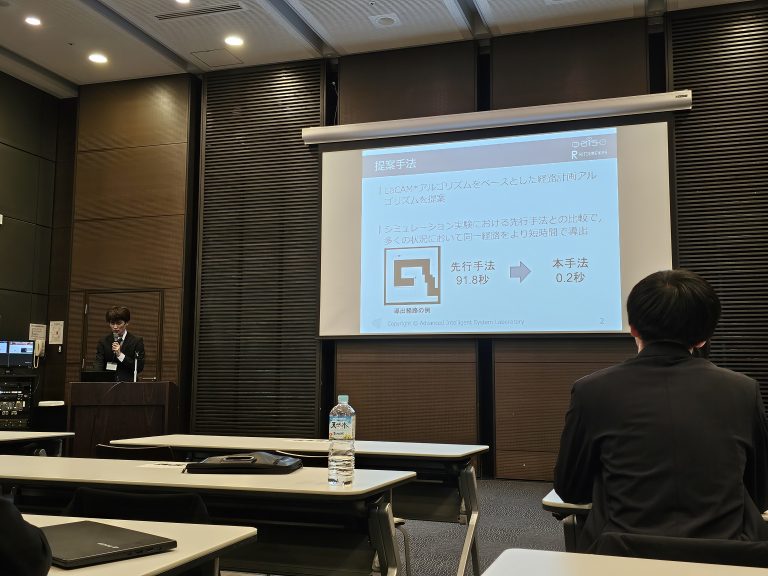 提案手法
R RITSUMEIKAN
LaCAM*アルゴリズムをベースとした経路計画アル
ゴリズムを提案
シミュレーション実験における先行手法との比較で，
多くの状況において同一経路をより短時間で導出
先行手法
91.8秒
本手法
0.2秒
導出経路の例
Copyright © Advanced Intelligent System Laboratory
2